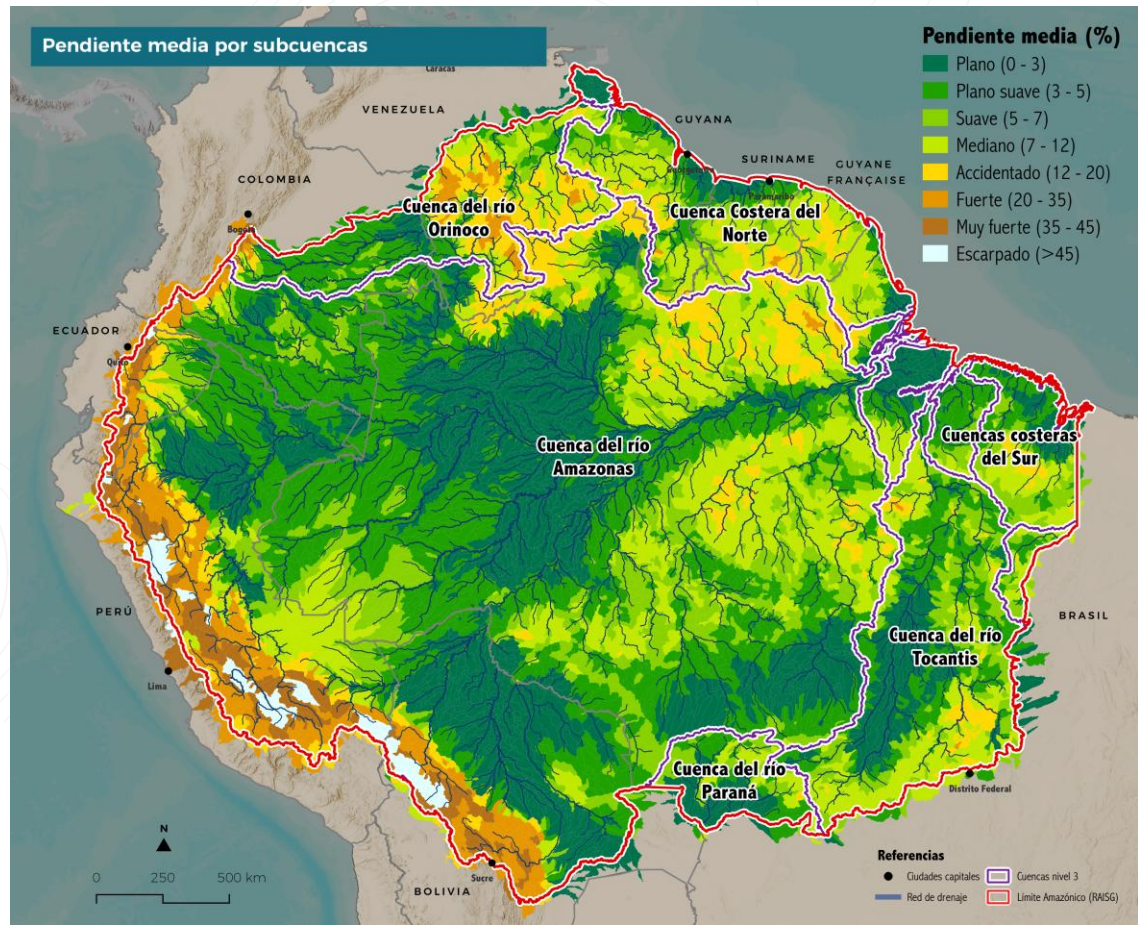 Pendiente media por subcuencas
Caracas
VENEZUELA
GUYANA
SURINAME
GUYANE
FRANÇAISE
COLOMBIA
Bogotá
Georgetown
Paramaribo
Cuenca del río
Orinoco
Cuenca Costera del
Norte
ECUADOR
Quito
Cuenca del río
Amazonas
Cuencas costeras
del Sur
PERÚ
Lima
BRASIL
Cuenca del río
Tocantis
Cuenca del río
Paraná
Distrito Federal
Sucre
BOLIVIA
Pendiente media (%)
Plano (0 - 3)
Plano suave (3 - 5)
Suave (5 - 7)
Mediano (7 - 12)
Accidentado (12 - 20)
Fuerte (20 - 35)
Muy fuerte (35 - 45)
Escarpado (>45)
N
0 250 500 km
Referencias
Ciudades capitales
Cuencas nivel 3
Red de drenaje
Límite Amazónico (RAISG)